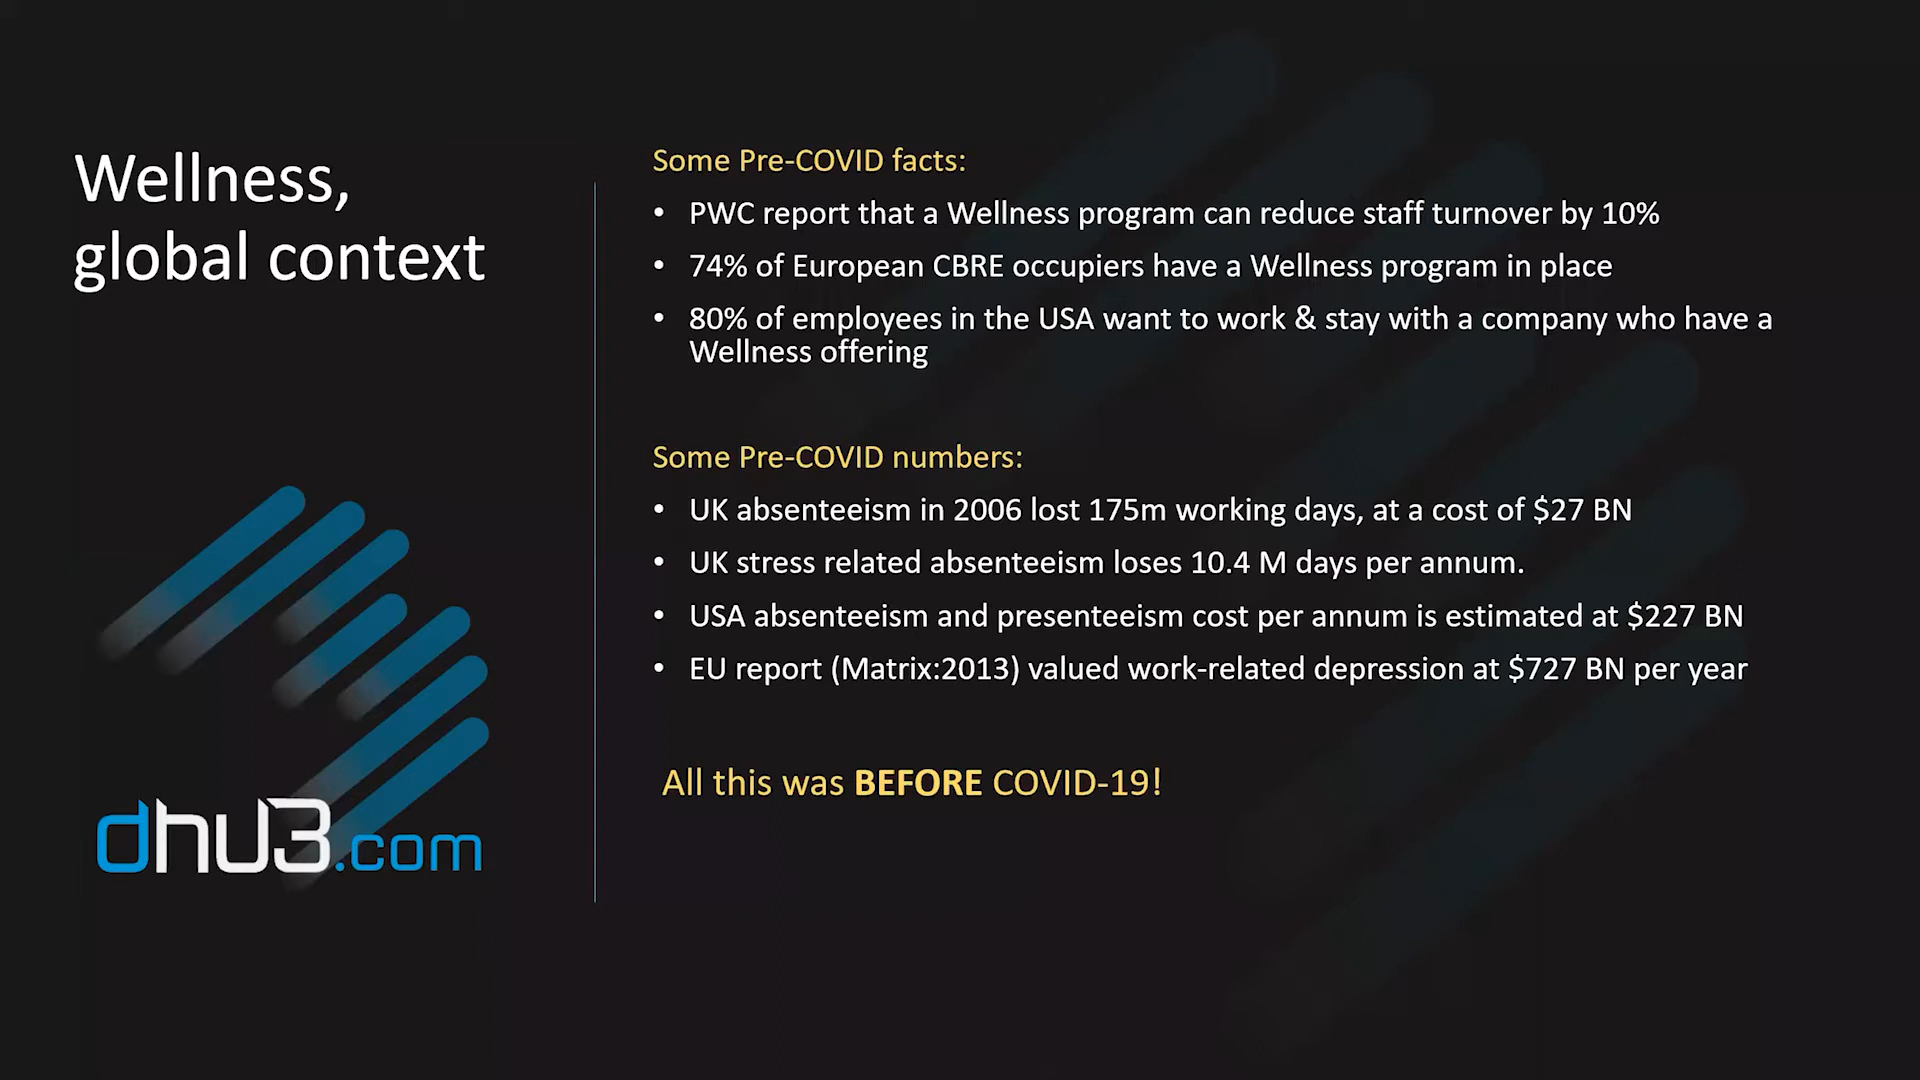 Wellness,
global context
dhu3.com
Some Pre-COVID facts:
• PWC report that a Wellness program can reduce staff turnover by 10%
• 74% of European CBRE occupiers have a Wellness program in place
• 80% of employees in the USA want to work & stay with a company who have a
Wellness offering
Some Pre-COVID numbers:
• UK absenteeism in 2006 lost 175m working days, at a cost of $27 BN
• UK stress related absenteeism loses 10.4 M days per annum.
• USA absenteeism and presenteeism cost per annum is estimated at $227 BN
• EU report (Matrix:2013) valued work-related depression at $727 BN per year
All this was BEFORE COVID-19!